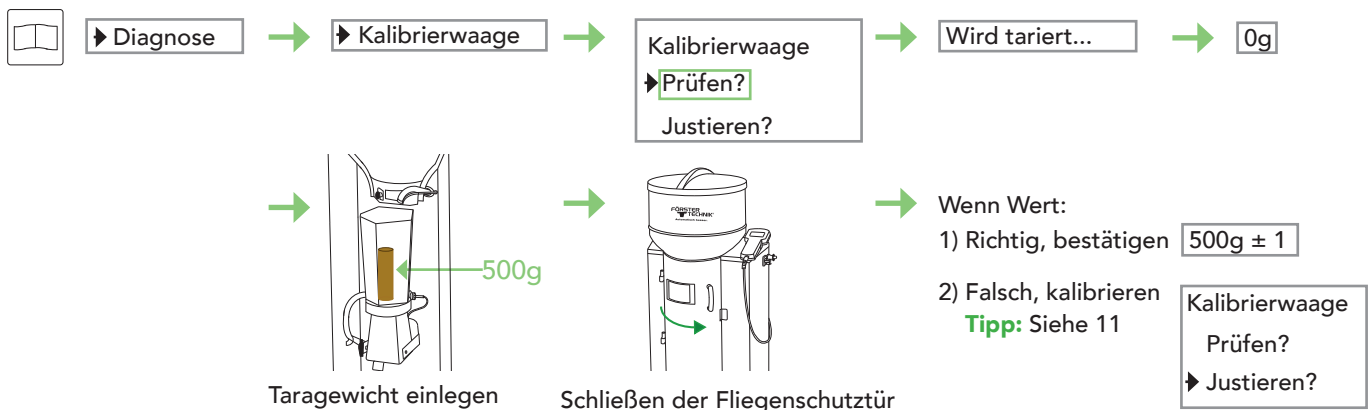 Diagnose
Kalibrierwaage
Kalibrierwaage
Prüfen?
Justieren?
Wird tariert...
0g
500g
Taragewicht einlegen
FÖRSTER
TECHNIK
Schließen der Fliegenschutztür
Wenn Wert:
1) Richtig, bestätigen 500g ± 1
2) Falsch, kalibrieren
Tipp: Siehe 11
Kalibrierwaage
Prüfen?
Justieren?